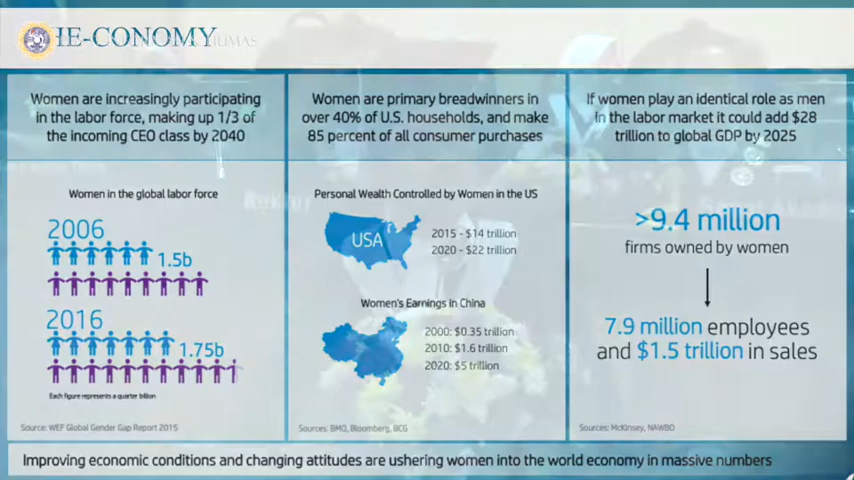 HE-CONOMY
Women are increasingly participating
in the labor force, making up 1/3 of
the incoming CEO class by 2040
Women in the global labor force
2006
1.5b
2016
1.75b
Each figure represents a quarter billion
Source: WEF Global Gender Gap Report 2015
Women are primary breadwinners in
over 40% of U.S. households, and make
85 percent of all consumer purchases
Personal Wealth Controlled by Women in the US
USA
2015 - $14 trillion
2020 - $22 trillion
Women's Earnings in China
2000: $0.35 trillion
2010: $1.6 trillion
2020: $5 trillion
Sources: BMO, Bloomberg, BCG
If women play an identical role as men
in the labor market it could add $28
trillion to global GDP by 2025
>9.4 million
firms owned by women
7.9 million employees
and $1.5 trillion in sales
Sources: McKinsey, NAWBO
Improving economic conditions and changing attitudes are ushering women into the world economy in massive numbers